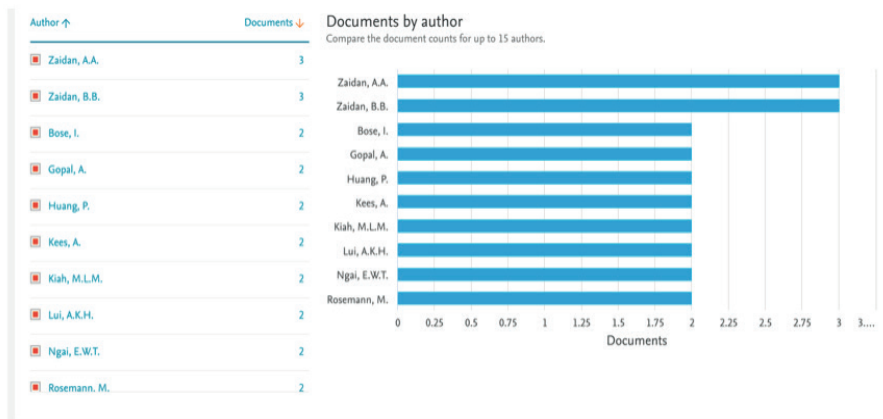 Author ↑ Documents ↓
Zaidan, A.A. 3
Zaidan, B.B. 3
Bose, I. 2
Gopal, A. 2
Huang, P. 2
Kees, A. 2
Kiah, M.L.M. 2
Lui, A.K.H. 2
Ngai, E.W.T. 2
Rosemann, M. 2
Documents by author
Compare the document counts for up to 15 authors.
Zaidan, A.A.
Zaidan, B.B.
Bose, I.
Gopal, A.
Huang, P.
Kees, A.
Kiah, M.L.M.
Lui, A.K.H.
Ngai, E.W.T.
Rosemann, M.
0 0.25 0.5 0.75 1 1.25 1.5 1.75 2 2.25 2.5 2.75 3 3....
Documents